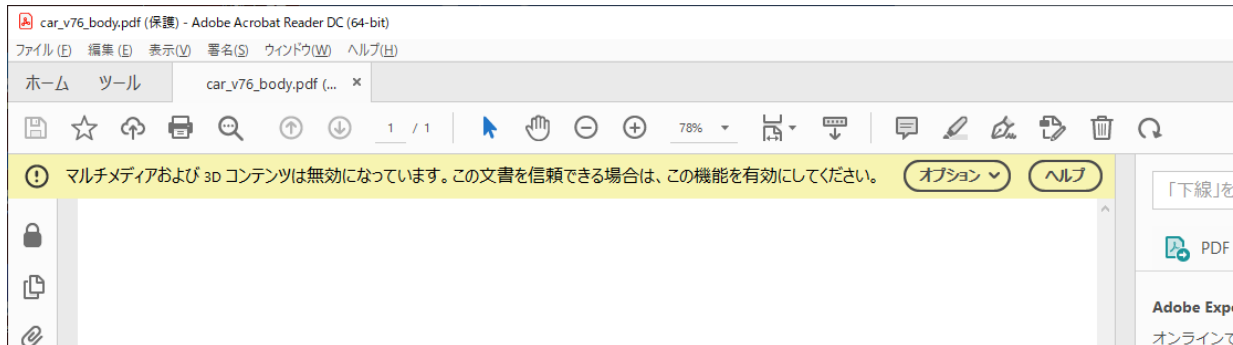 car_v76_body.pdf (保護) - Adobe Acrobat Reader DC (64-bit)
ファイル(F) 編集(E) 表示(V) 署名(S) ウィンドウ(W) ヘルプ(H)
ホーム ツール car_v76_body.pdf (... ×
1 / 1 78%
マルチメディアおよび 3D コンテンツは無効になっています。この文書を信頼できる場合は、この機能を有効にしてください。 オプション ヘルプ
「下線」を
PDF
Adobe Exp
オンラインで